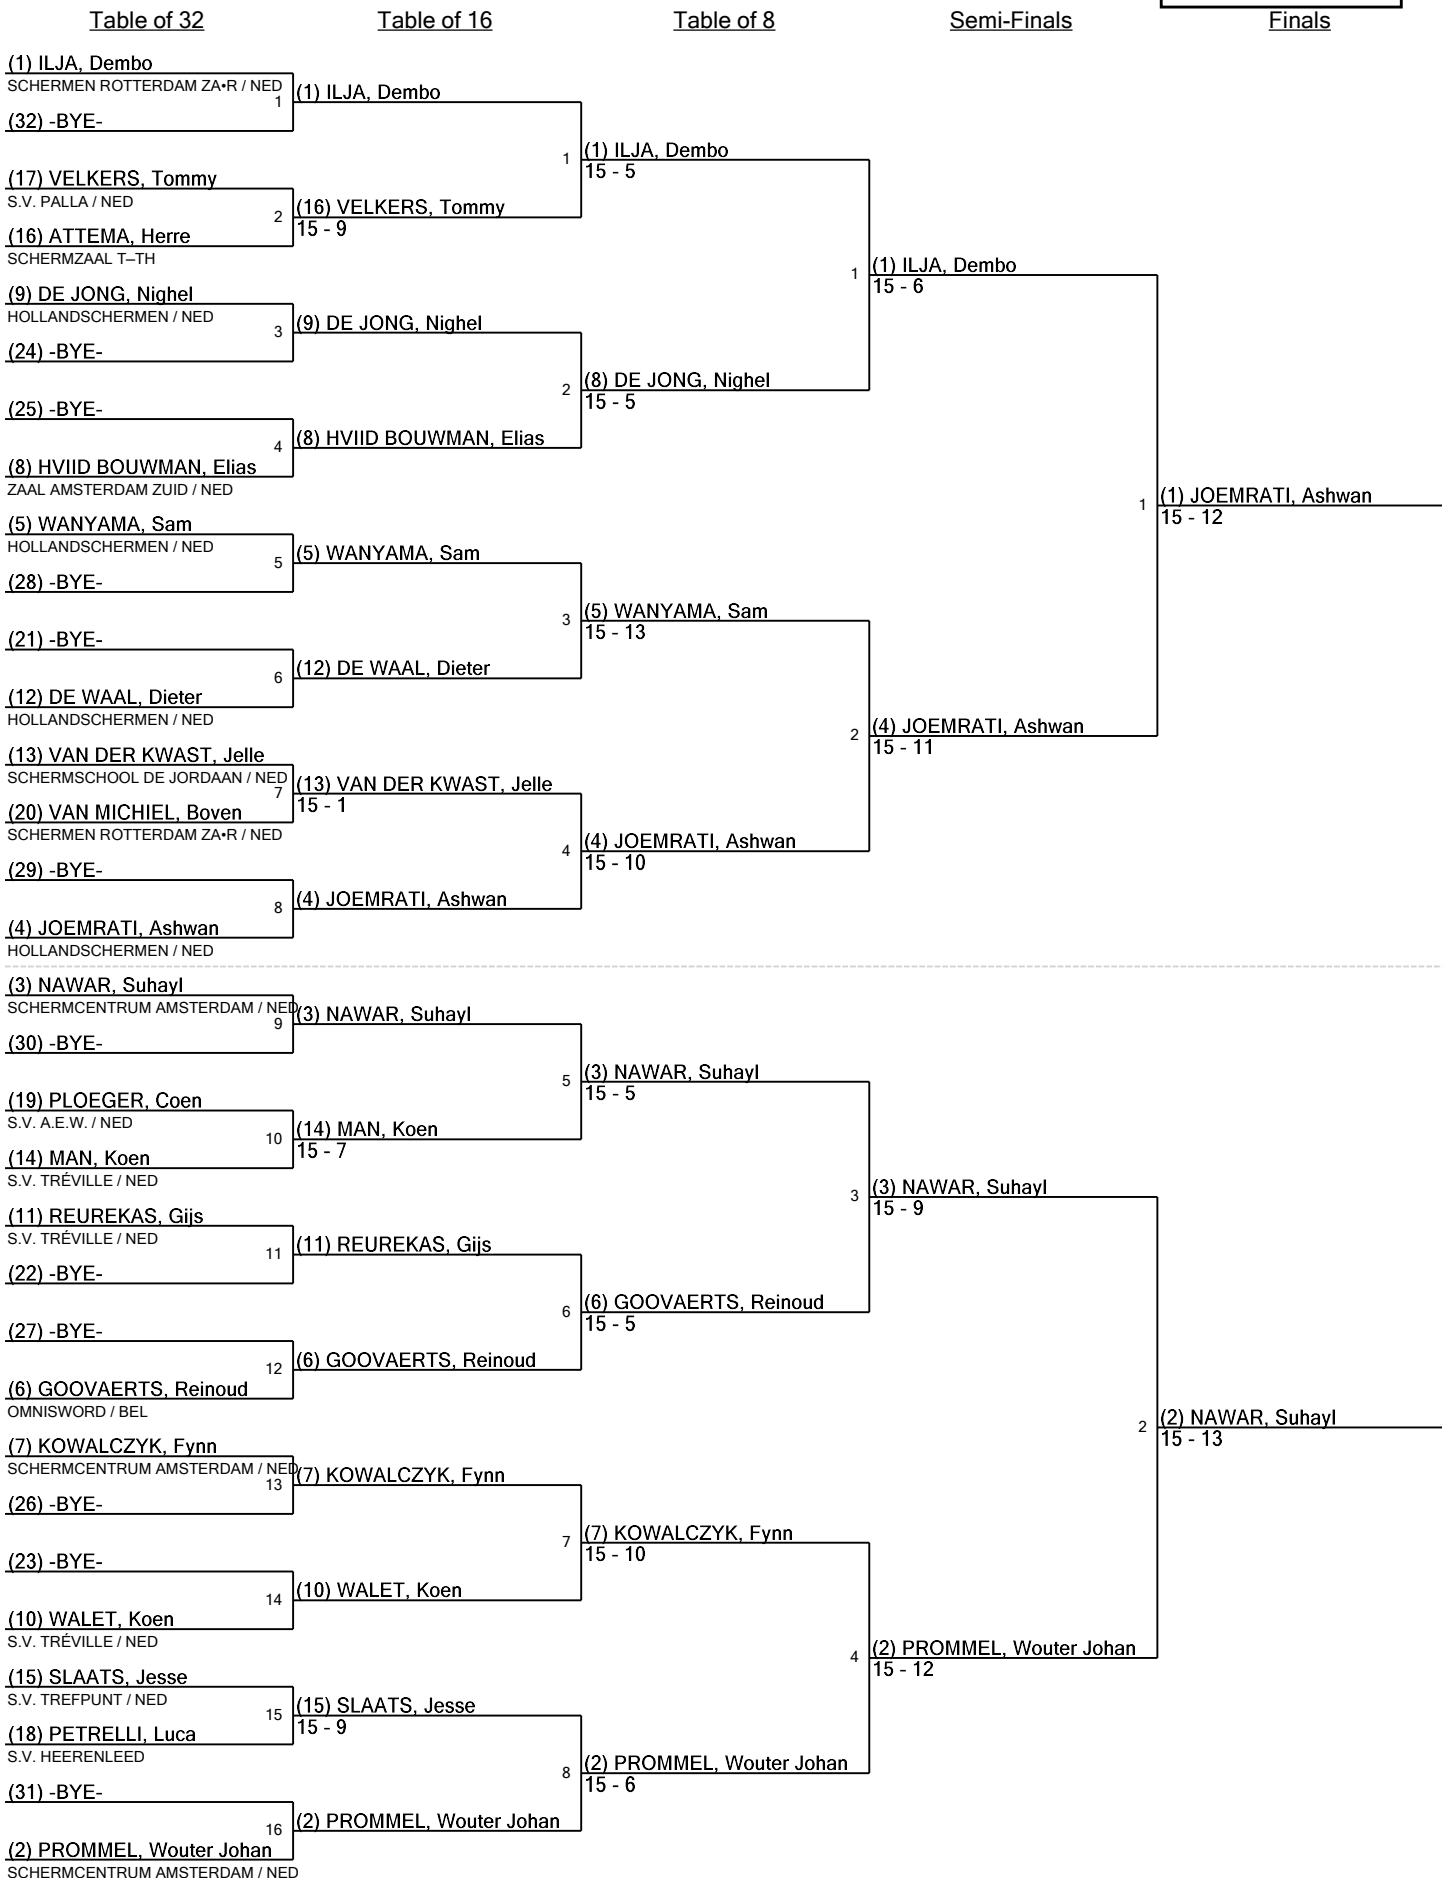 Table of 32
Table of 16
Table of 8
Semi-Finals
Finals
(1) ILJA, Dembo
SCHERMEN ROTTERDAM ZA•R / NED
1
(32) -BYE-
(17) VELKERS, Tommy
S.V. PALLA / NED
2
(16) ATTEMA, Herre
SCHERMZAAL T–TH
(9) DE JONG, Nighel
HOLLANDSCHERMEN / NED
3
(24) -BYE-
(25) -BYE-
4
(8) HVIID BOUWMAN, Elias
ZAAL AMSTERDAM ZUID / NED
(5) WANYAMA, Sam
HOLLANDSCHERMEN / NED
5
(28) -BYE-
(21) -BYE-
6
(12) DE WAAL, Dieter
HOLLANDSCHERMEN / NED
(13) VAN DER KWAST, Jelle
SCHERMSCHOOL DE JORDAAN / NED
7
(20) VAN MICHIEL, Boven
SCHERMEN ROTTERDAM ZA•R / NED
(29) -BYE-
8
(4) JOEMRATI, Ashwan
HOLLANDSCHERMEN / NED
(3) NAWAR, Suhayl
SCHERMCENTRUM AMSTERDAM / NED
9
(30) -BYE-
(19) PLOEGER, Coen
S.V. A.E.W. / NED
10
(14) MAN, Koen
S.V. TRÉVILLE / NED
(11) REUREKAS, Gijs
S.V. TRÉVILLE / NED
11
(22) -BYE-
(27) -BYE-
12
(6) GOOVAERTS, Reinoud
OMNISWORD / BEL
(7) KOWALCZYK, Fynn
SCHERMCENTRUM AMSTERDAM / NED
13
(26) -BYE-
(23) -BYE-
14
(10) WALET, Koen
S.V. TRÉVILLE / NED
(15) SLAATS, Jesse
S.V. TREFPUNT / NED
15
(18) PETRELLI, Luca
S.V. HEERENLEED
(31) -BYE-
16
(2) PROMMEL, Wouter Johan
SCHERMCENTRUM AMSTERDAM / NED
(1) ILJA, Dembo
1
(16) VELKERS, Tommy
15 - 9
(9) DE JONG, Nighel
2
(8) HVIID BOUWMAN, Elias
(5) WANYAMA, Sam
3
(12) DE WAAL, Dieter
(13) VAN DER KWAST, Jelle
15 - 1
4
(4) JOEMRATI, Ashwan
(3) NAWAR, Suhayl
5
(14) MAN, Koen
15 - 7
(11) REUREKAS, Gijs
6
(6) GOOVAERTS, Reinoud
(7) KOWALCZYK, Fynn
7
(10) WALET, Koen
(15) SLAATS, Jesse
15 - 9
8
(2) PROMMEL, Wouter Johan
(1) ILJA, Dembo
15 - 5
1
(8) DE JONG, Nighel
15 - 5
(5) WANYAMA, Sam
15 - 13
2
(4) JOEMRATI, Ashwan
15 - 10
(3) NAWAR, Suhayl
15 - 5
3
(6) GOOVAERTS, Reinoud
15 - 5
(7) KOWALCZYK, Fynn
15 - 10
4
(2) PROMMEL, Wouter Johan
15 - 6
(1) ILJA, Dembo
15 - 6
1
(4) JOEMRATI, Ashwan
15 - 11
(3) NAWAR, Suhayl
15 - 9
2
(2) PROMMEL, Wouter Johan
15 - 12
(1) JOEMRATI, Ashwan
15 - 12
(2) NAWAR, Suhayl
15 - 13